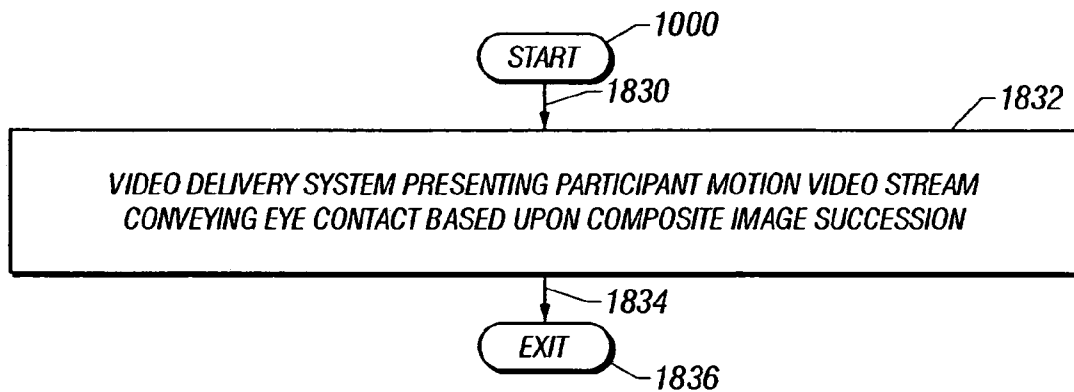 1000
START
1830
1832
VIDEO DELIVERY SYSTEM PRESENTING PARTICIPANT MOTION VIDEO STREAM
CONVEYING EYE CONTACT BASED UPON COMPOSITE IMAGE SUCCESSION
1834
EXIT
1836